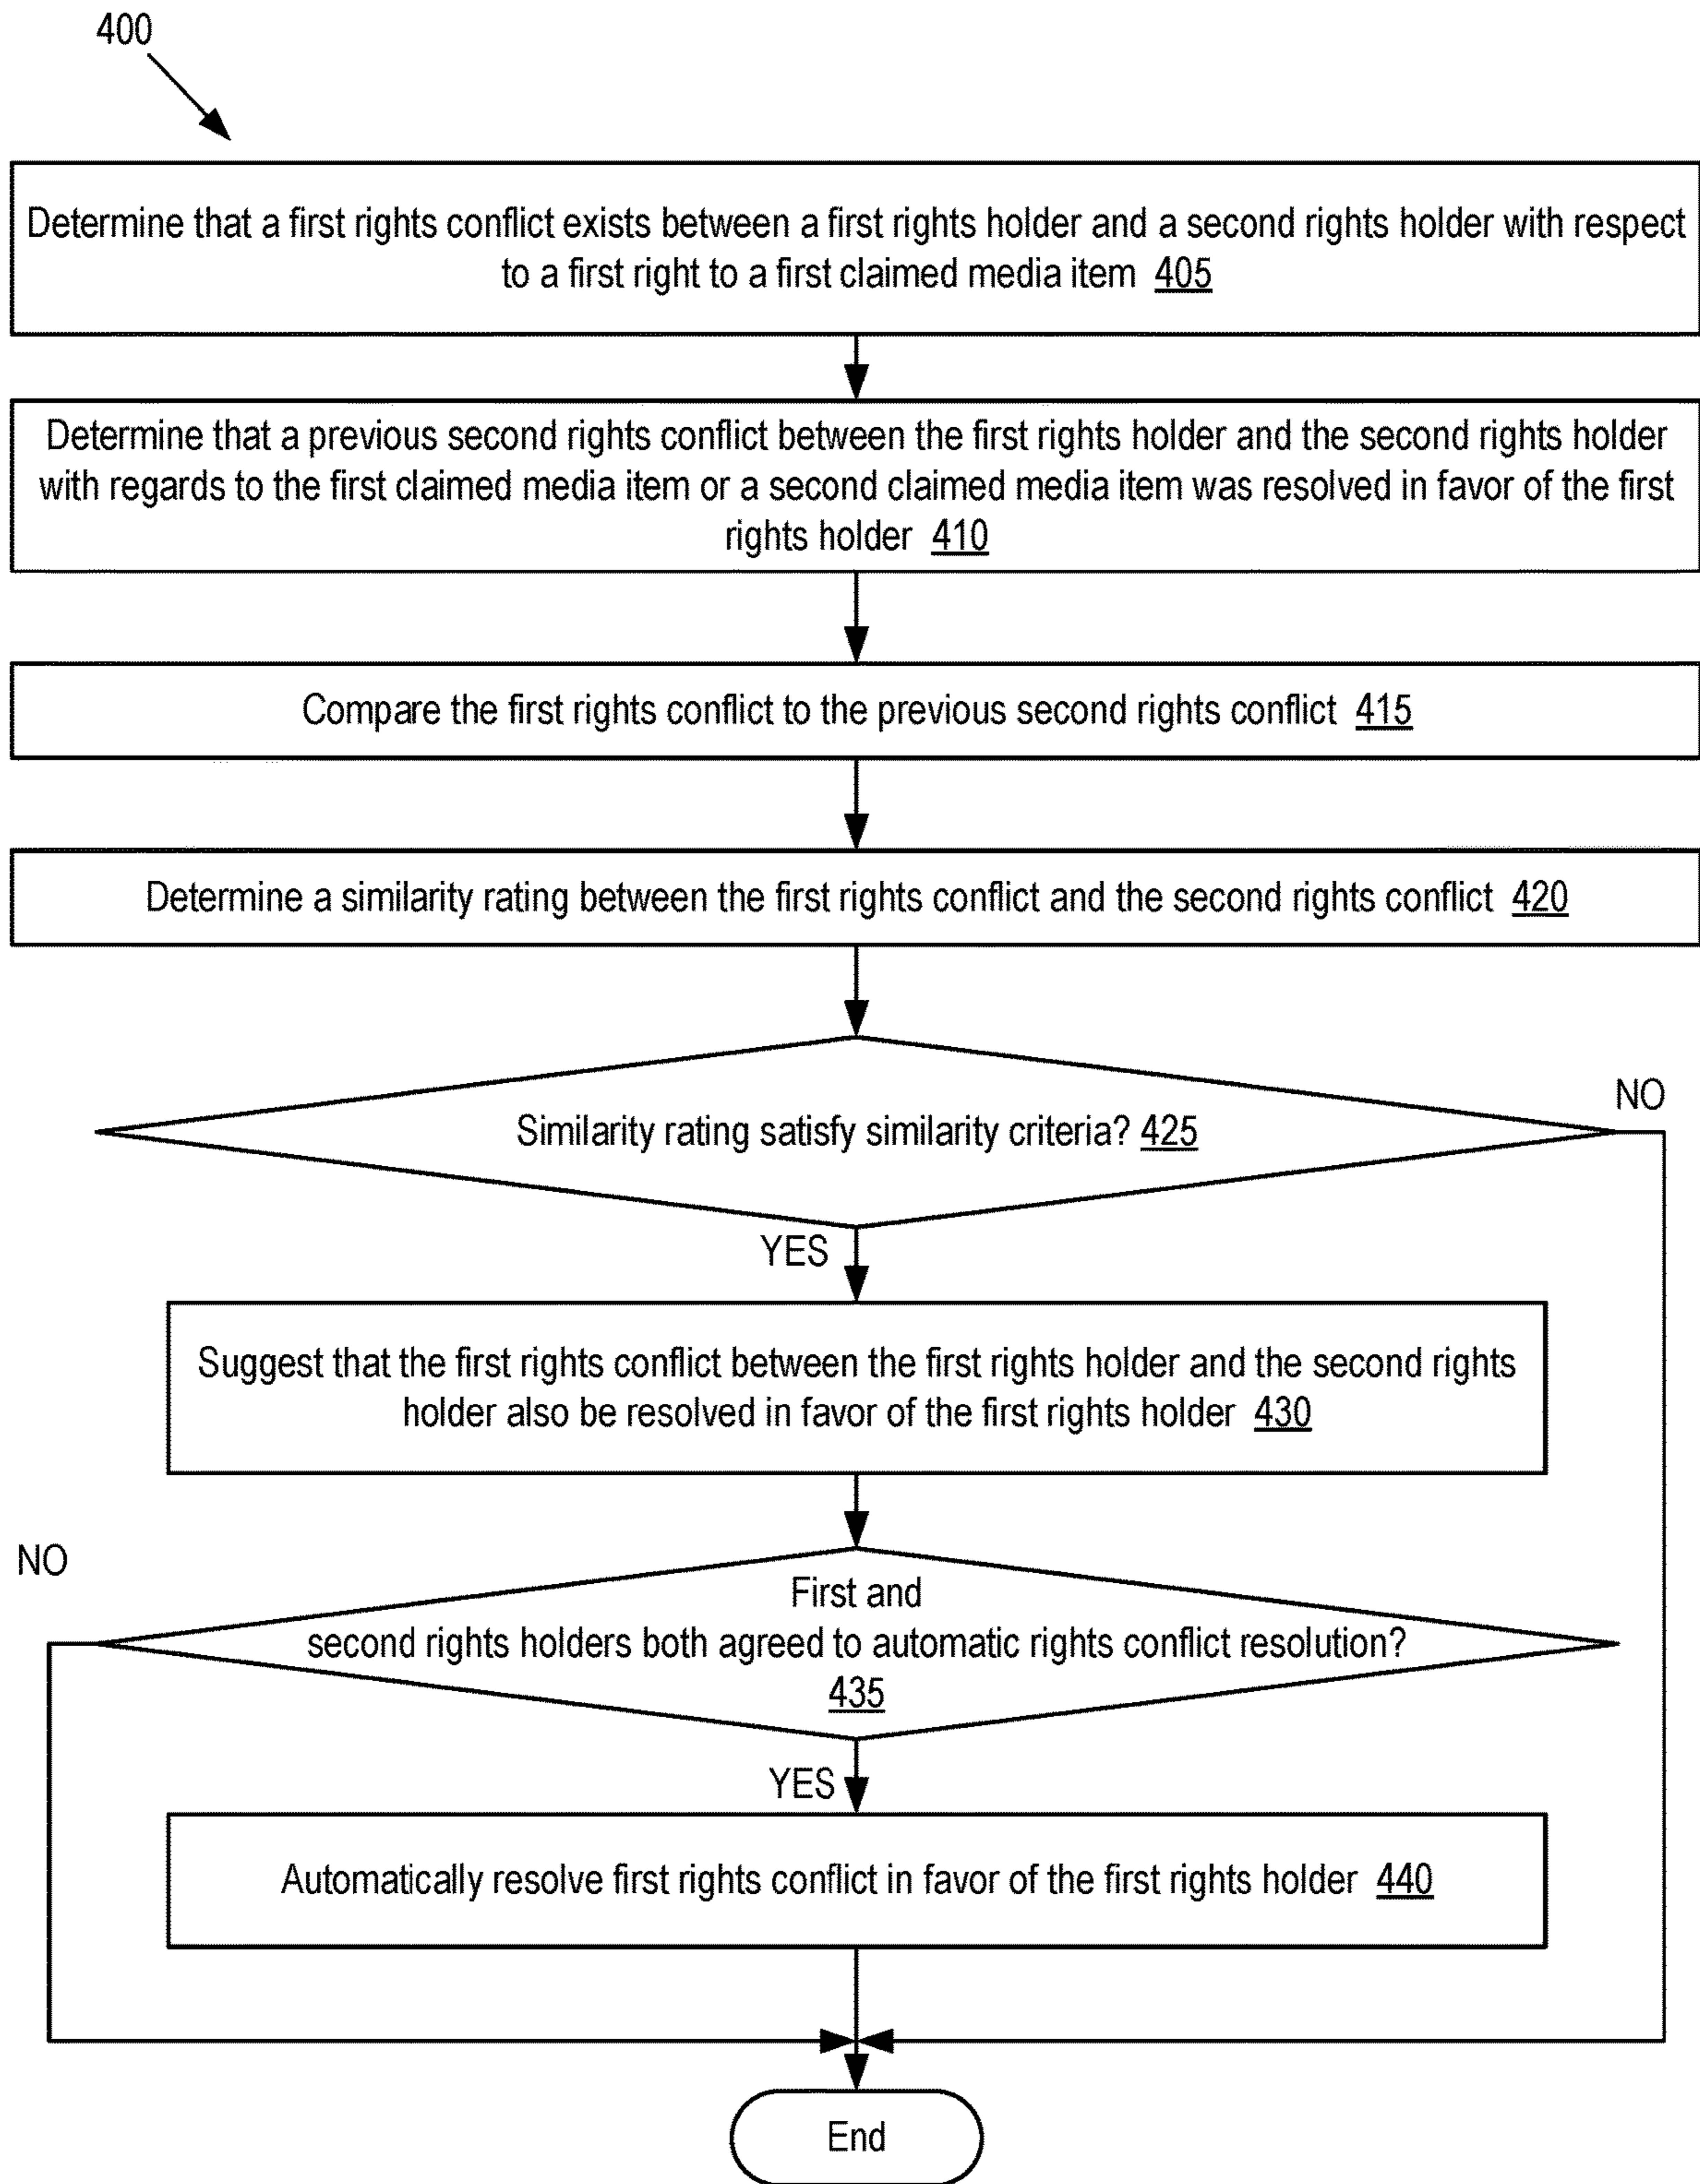 400
Determine that a first rights conflict exists between a first rights holder and a second rights holder with respect
to a first right to a first claimed media item 405
Determine that a previous second rights conflict between the first rights holder and the second rights holder
with regards to the first claimed media item or a second claimed media item was resolved in favor of the first
rights holder 410
Compare the first rights conflict to the previous second rights conflict 415
Determine a similarity rating between the first rights conflict and the second rights conflict 420
NO
Similarity rating satisfy similarity criteria? 425
YES
Suggest that the first rights conflict between the first rights holder and the second rights
holder also be resolved in favor of the first rights holder 430
NO
First and
second rights holders both agreed to automatic rights conflict resolution?
435
YES
Automatically resolve first rights conflict in favor of the first rights holder 440
End